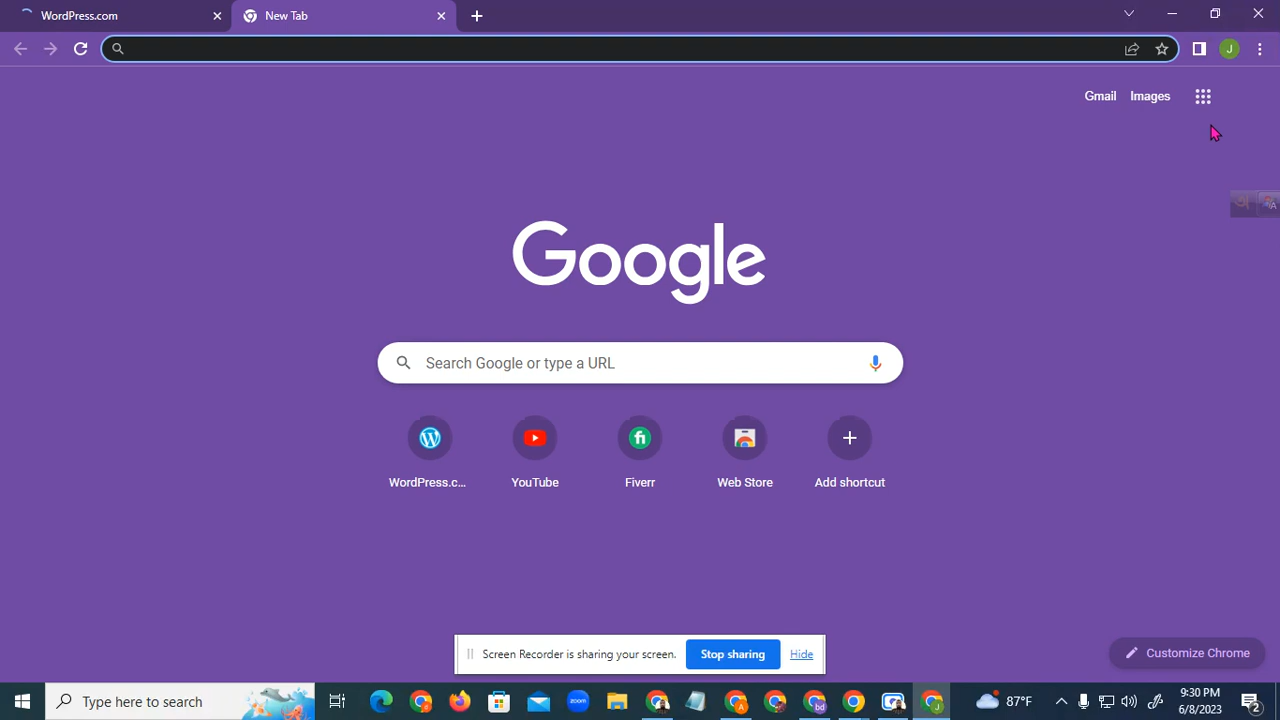 WordPress.com
New Tab
Gmail Images
Google
Search Google or type a URL
WordPress.c... YouTube Fiverr Web Store Add shortcut
Screen Recorder is sharing your screen. Stop sharing Hide
Customize Chrome
Type here to search
87°F
9:30 PM
6/8/2023